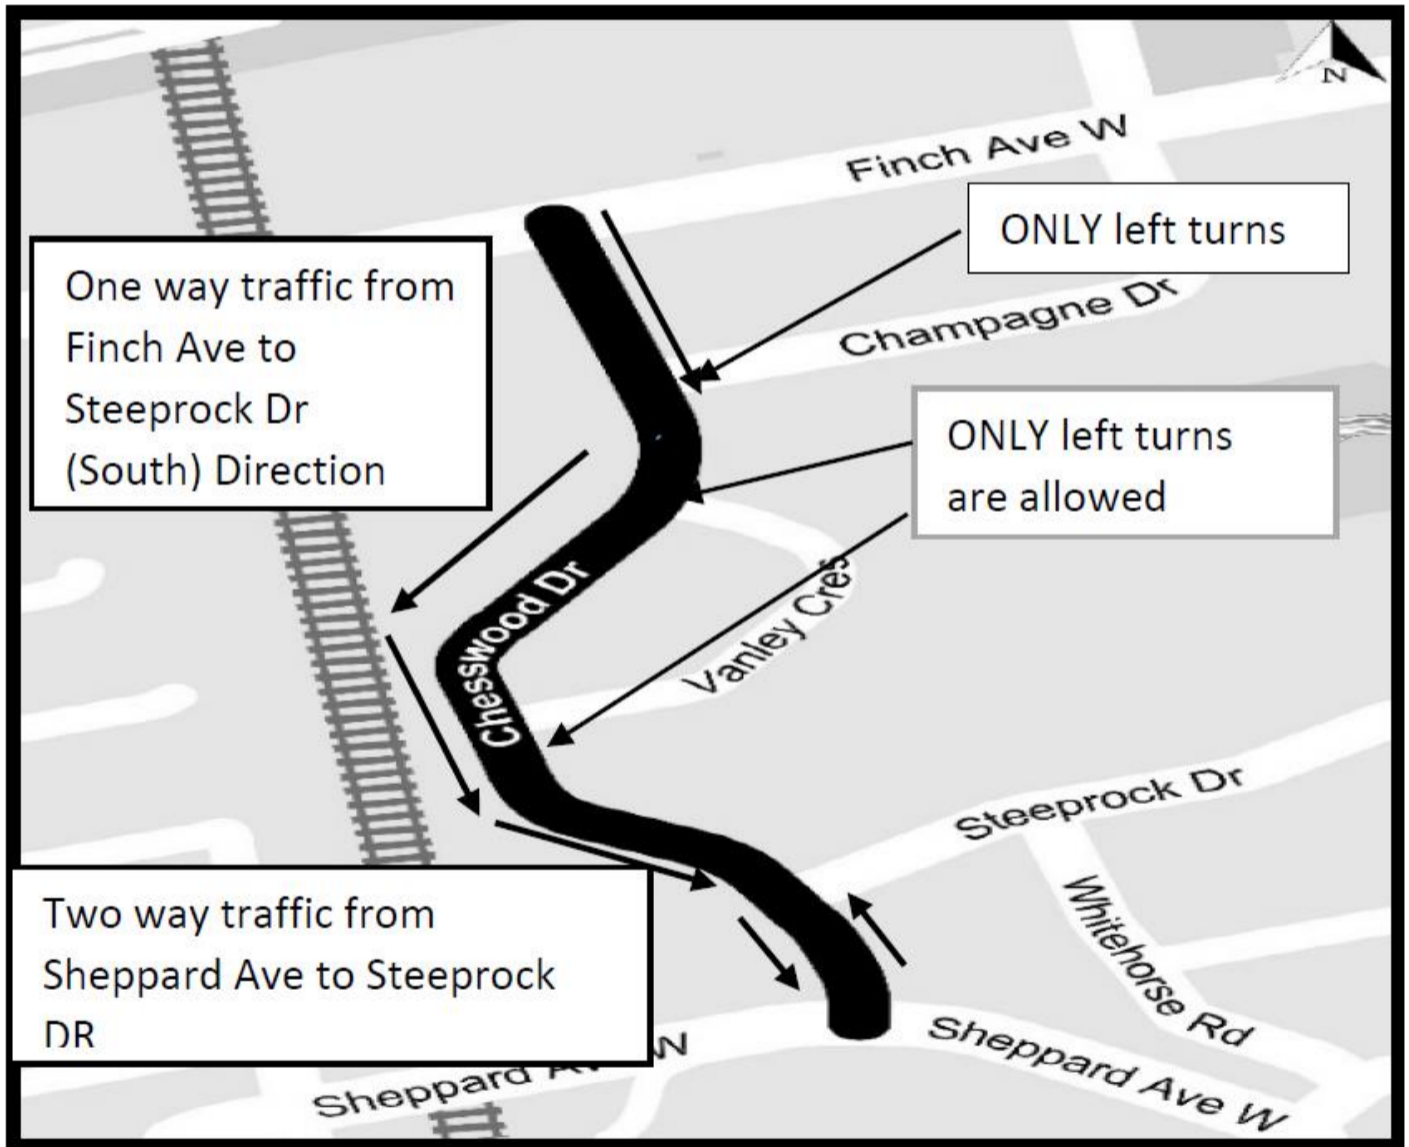 N
Finch Ave W
ONLY left turns
One way traffic from
Finch Ave to
Steeprock Dr
(South) Direction
Champagne Dr
ONLY left turns
are allowed
Chesswood Dr
Vanley Cres
Steeprock Dr
Whitehorse Rd
Two way traffic from
Sheppard Ave to Steeprock
DR
Sheppard Av W
Sheppard Ave W